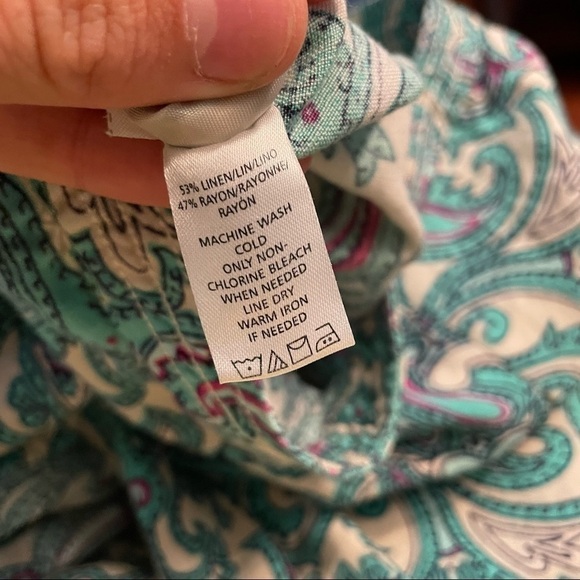 53% LINEN/LIN/LINO
47% RAYON/RAYONNE/
RAYÓN
MACHINE WASH
COLD
ONLY NON-
CHLORINE BLEACH
WHEN NEEDED
LINE DRY
WARM IRON
IF NEEDED